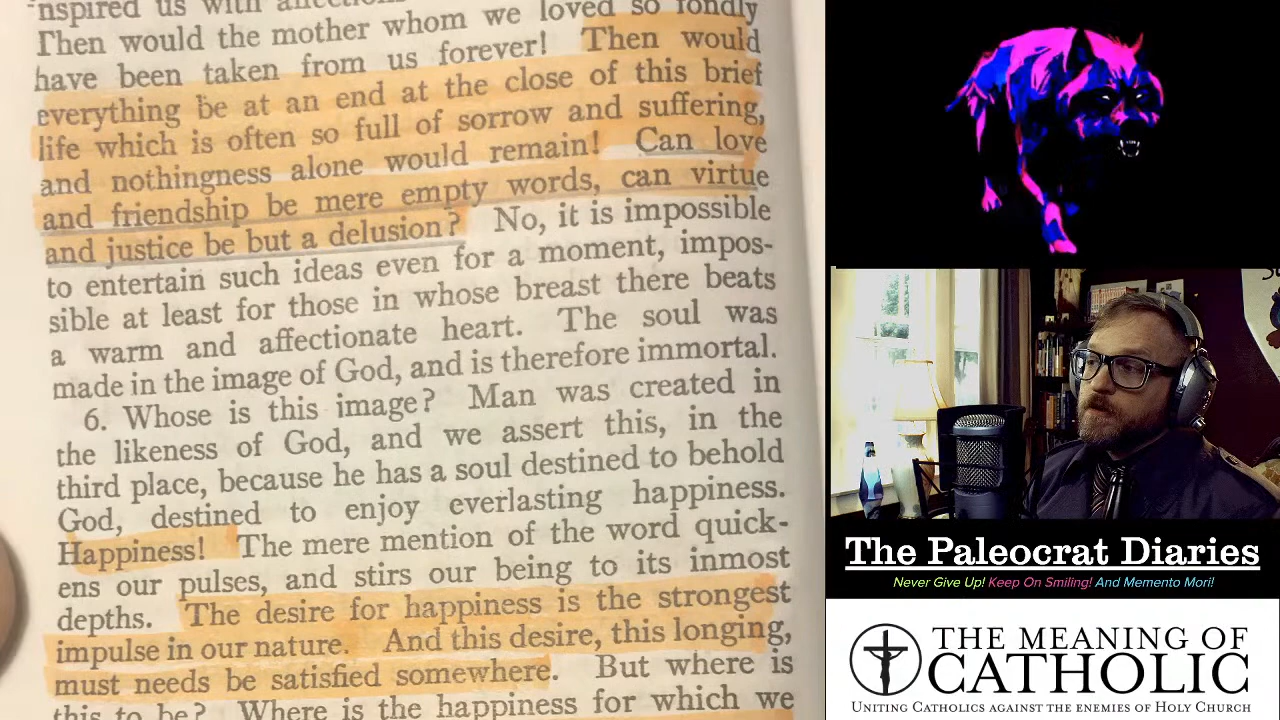 inspired us with
Then would the mother whom we loved so fondly
have been taken from us forever! Then would
everything be at an end at the close of this brief
life which is often so full of sorrow and suffering,
and nothingness alone would remain! Can love
and friendship be mere empty words, can virtue
and justice be but a delusion? No, it is impossible
to entertain such ideas even for a moment, impos-
sible at least for those in whose breast there beats
a warm and affectionate heart. The soul was
made in the image of God, and is therefore immortal.
6. Whose is this image? Man was created in
the likeness of God, and we assert this, in the
third place, because he has a soul destined to behold
God, destined to enjoy everlasting happiness.
Happiness! The mere mention of the word quick-
ens our pulses, and stirs our being to its inmost
depths. The desire for happiness is the strongest
impulse in our nature. And this desire, this longing,
must needs be satisfied somewhere. But where is
this to be? Where is the happiness for which we
The Paleocrat Diaries
Never Give Up! Keep On Smiling! And Memento Mori!
THE MEANING OF
CATHOLIC
UNITING CATHOLICS AGAINST THE ENEMIES OF HOLY CHURCH